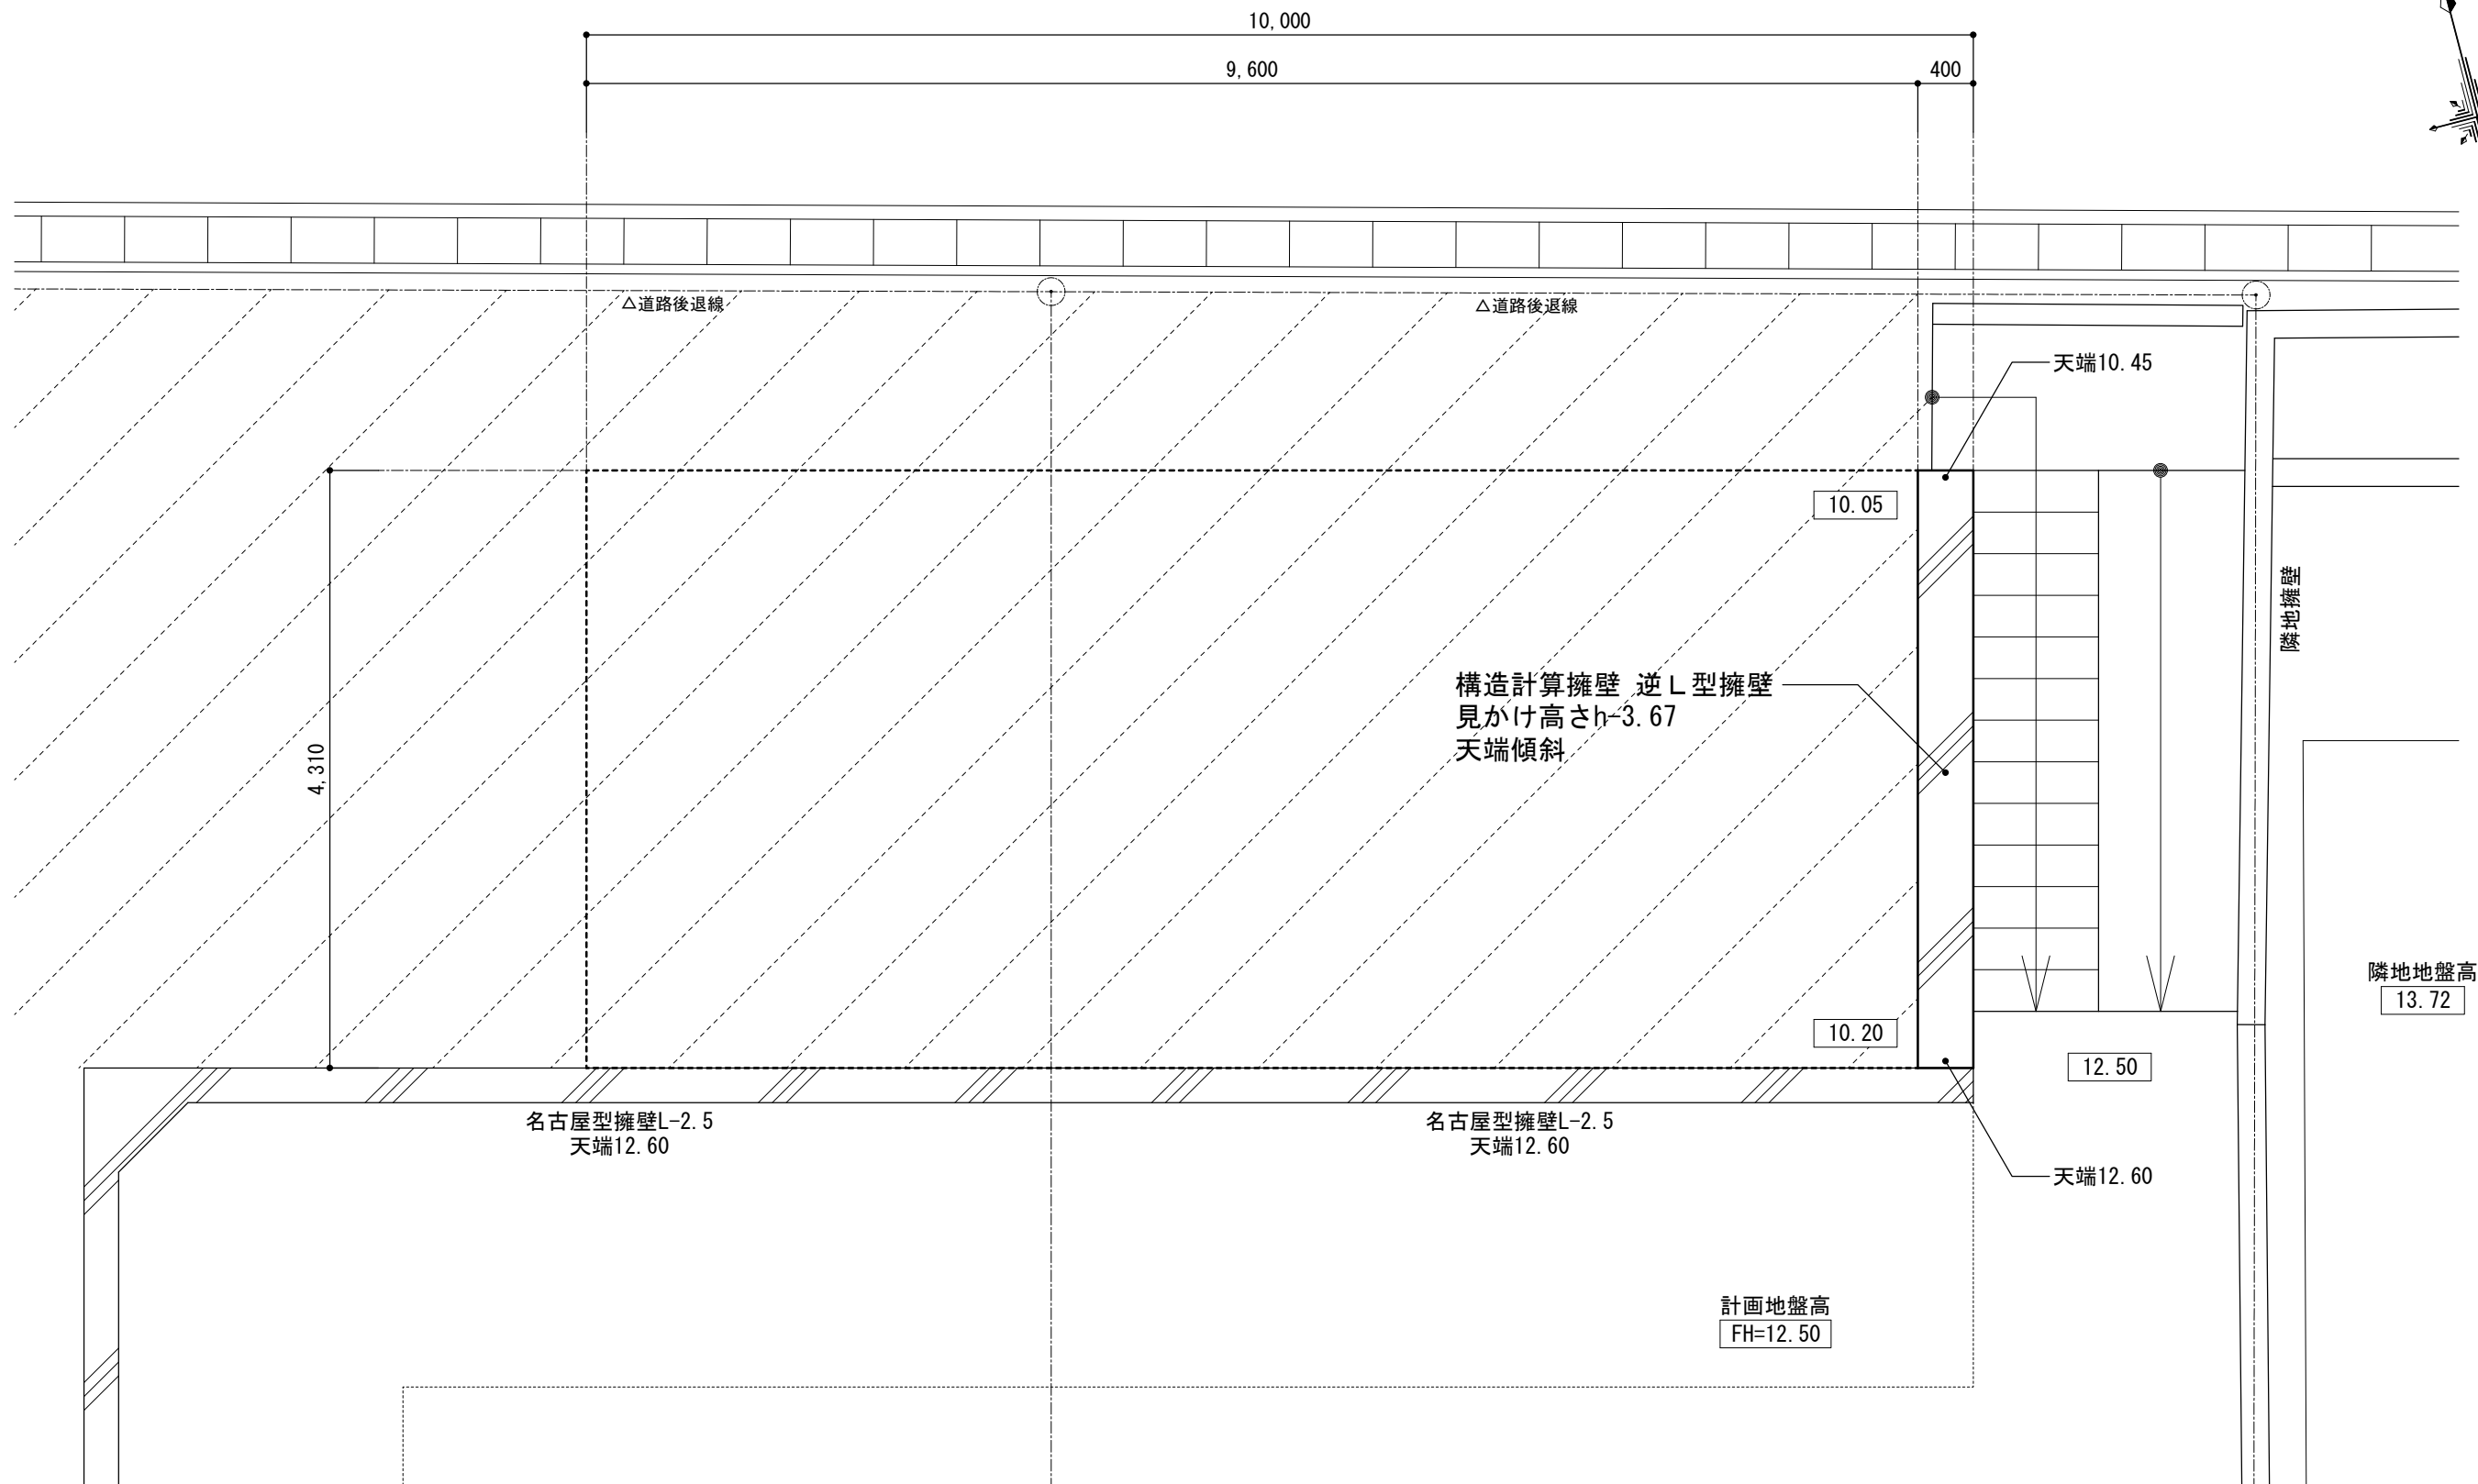 10,000
9,600
400
△道路後退線
△道路後退線
天端10.45
10.05
隣地擁壁
構造計算擁壁 逆L型擁壁
見かけ高さh-3.67
天端傾斜
4,310
隣地地盤高
13.72
10.20
12.50
名古屋型擁壁L-2.5
天端12.60
名古屋型擁壁L-2.5
天端12.60
天端12.60
計画地盤高
FH=12.50